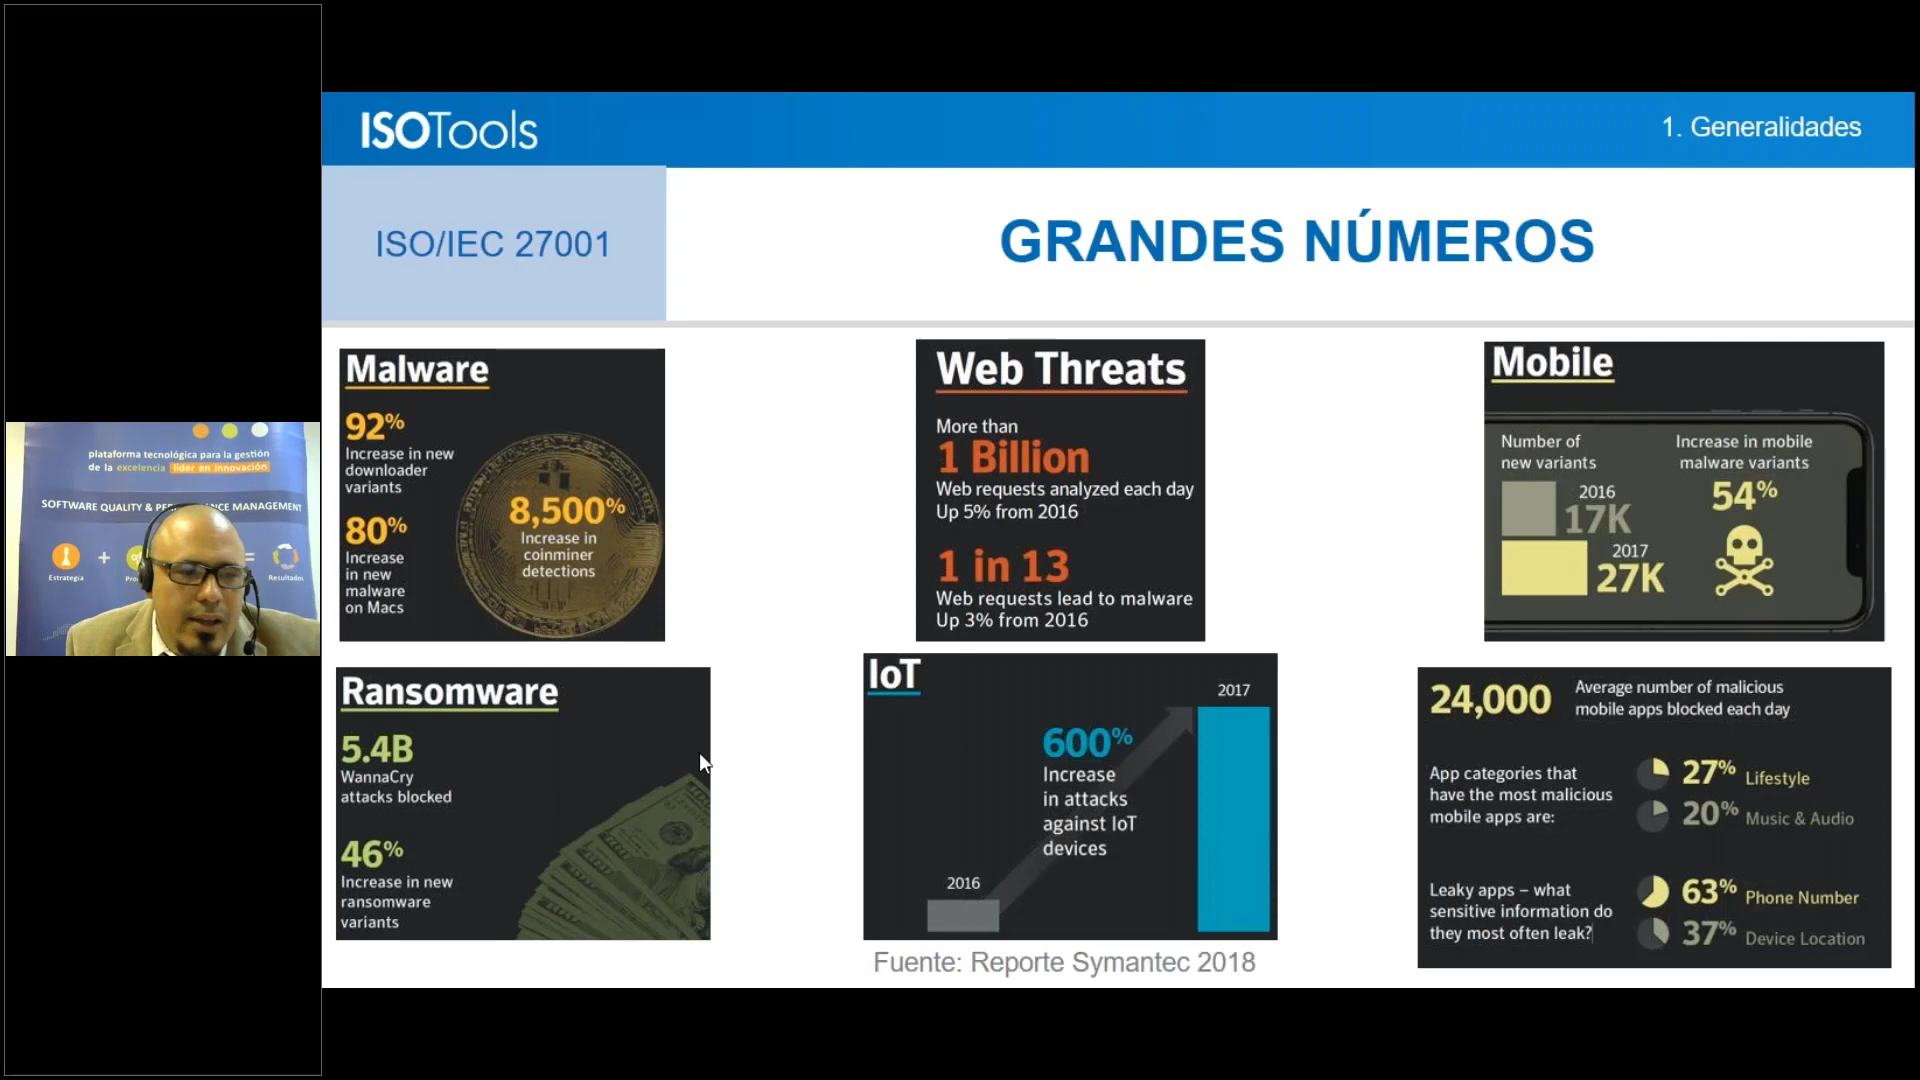 ISOTools
1. Generalidades
ISO/IEC 27001
GRANDES NÚMEROS
plataforma tecnológica para la gestión
de la excelencia líder en innovación
SOFTWARE QUALITY & MANAGEMENT
Estrategia
+
=
Resultados
Malware
92%
Increase in new
downloader
variants
80%
Increase
in new
malware
on Macs
8,500%
Increase in
coinminer
detections
Web Threats
More than
1 Billion
Web requests analyzed each day
Up 5% from 2016
1 in 13
Web requests lead to malware
Up 3% from 2016
Mobile
Number of
new variants
2016
17K
2017
27K
Increase in mobile
malware variants
54%
Ransomware
5.4B
WannaCry
attacks blocked
46%
Increase in new
ransomware
variants
IoT
2017
600%
Increase
in attacks
against IoT
devices
2016
24,000
Average number of malicious
mobile apps blocked each day
App categories that
have the most malicious
mobile apps are:
27% Lifestyle
20% Music & Audio
Leaky apps – what
sensitive information do
they most often leak?
63% Phone Number
37% Device Location
Fuente: Reporte Symantec 2018